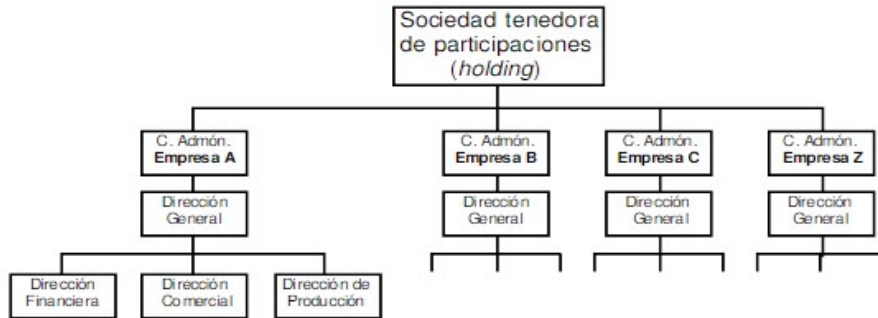 Sociedad tenedora
de participaciones
(holding)
C. Admón.
Empresa A
C. Admón.
Empresa B
C. Admón.
Empresa C
C. Admón.
Empresa Z
Dirección
General
Dirección
General
Dirección
General
Dirección
General
Dirección
Financiera
Dirección
Comercial
Dirección de
Producción